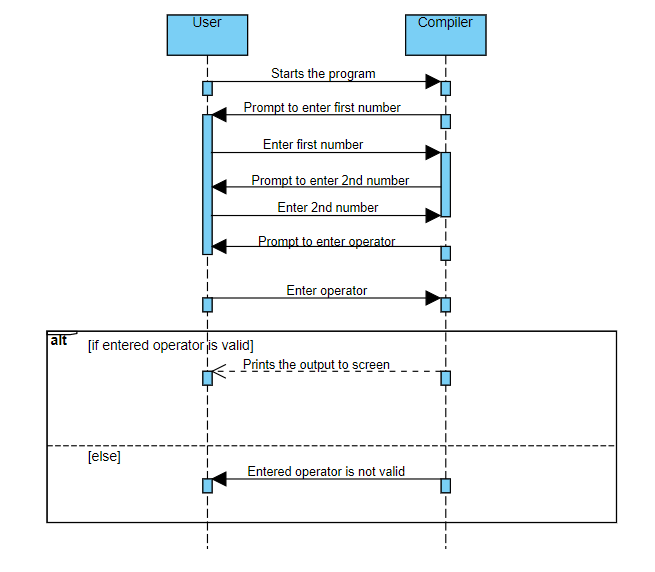 User
Compiler
Starts the program
Prompt to enter first number
Enter first number
Prompt to enter 2nd number
Enter 2nd number
Prompt to enter operator
Enter operator
alt
[if entered operator is valid]
Prints the output to screen
[else]
Entered operator is not valid